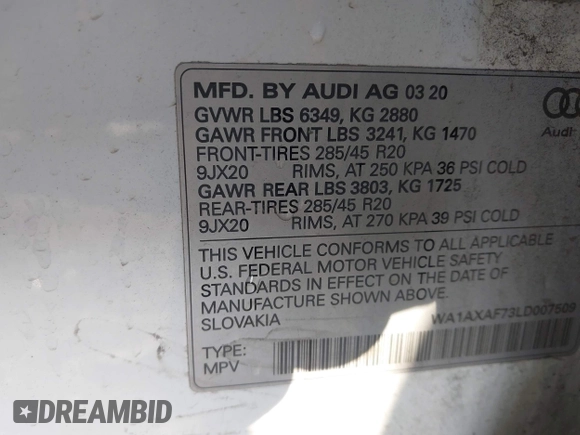 MFD. BY AUDI AG 03 20
GVWR LBS 6349, KG 2880
GAWR FRONT LBS 3241, KG 1470
FRONT-TIRES 285/45 R20
9JX20 RIMS, AT 250 KPA 36 PSI COLD
GAWR REAR LBS 3803, KG 1725
REAR-TIRES 285/45 R20
9JX20 RIMS, AT 270 KPA 39 PSI COLD
Audi
THIS VEHICLE CONFORMS TO ALL APPLICABLE
U.S. FEDERAL MOTOR VEHICLE SAFETY
STANDARDS IN EFFECT ON THE DATE OF
MANUFACTURE SHOWN ABOVE.
SLOVAKIA
WA1AXAF73LD007509
TYPE:
MPV
DREAMBID